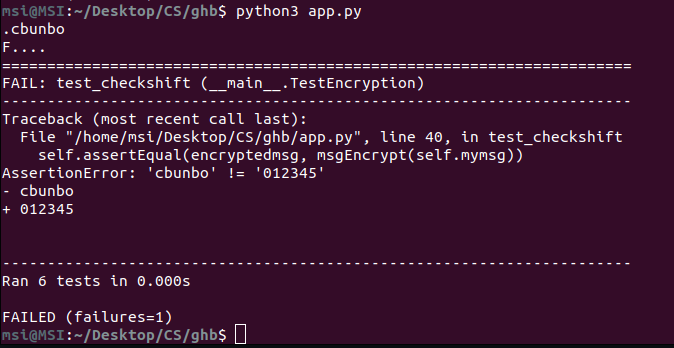 msi@MSI:~/Desktop/CS/ghb$ python3 app.py
.cbunbo
F....
======================================================================
FAIL: test_checkshift (__main__.TestEncryption)
----------------------------------------------------------------------
Traceback (most recent call last):
  File "/home/msi/Desktop/CS/ghb/app.py", line 40, in test_checkshift
    self.assertEqual(encryptedmsg, msgEncrypt(self.mymsg))
AssertionError: 'cbunbo' != '012345'
- cbunbo
+ 012345
----------------------------------------------------------------------
Ran 6 tests in 0.000s
FAILED (failures=1)
msi@MSI:~/Desktop/CS/ghb$